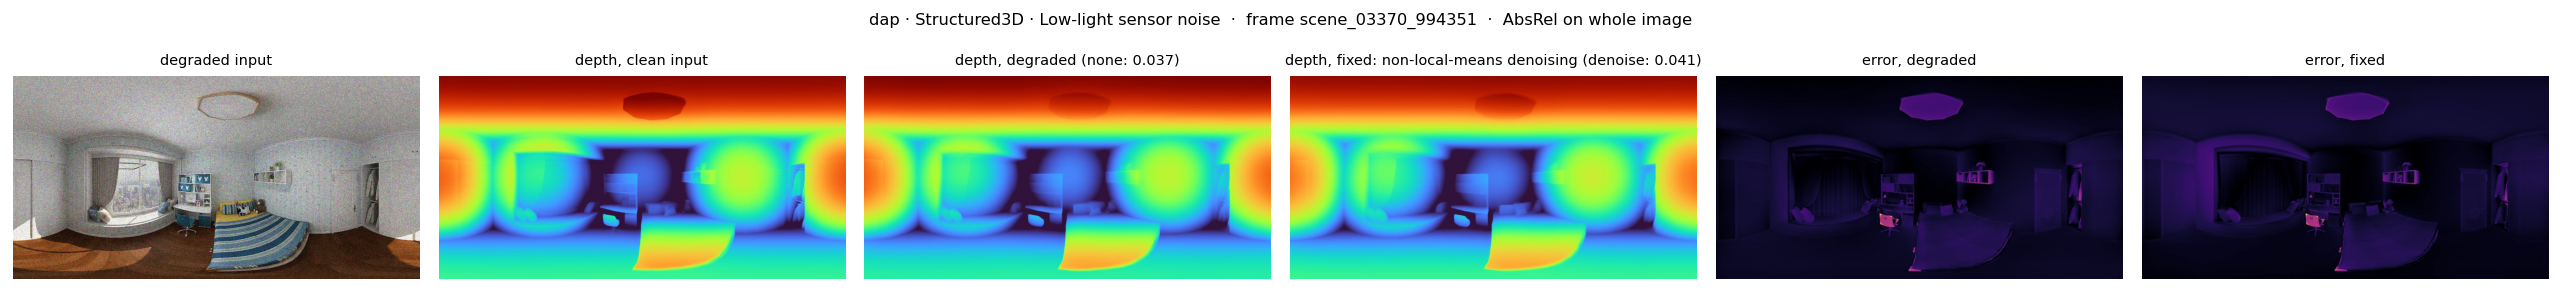 dap · Structured3D · Low-light sensor noise · frame scene_03370_994351 · AbsRel on whole image
degraded input
depth, clean input
depth, degraded (none: 0.037)
depth, fixed: non-local-means denoising (denoise: 0.041)
error, degraded
error, fixed